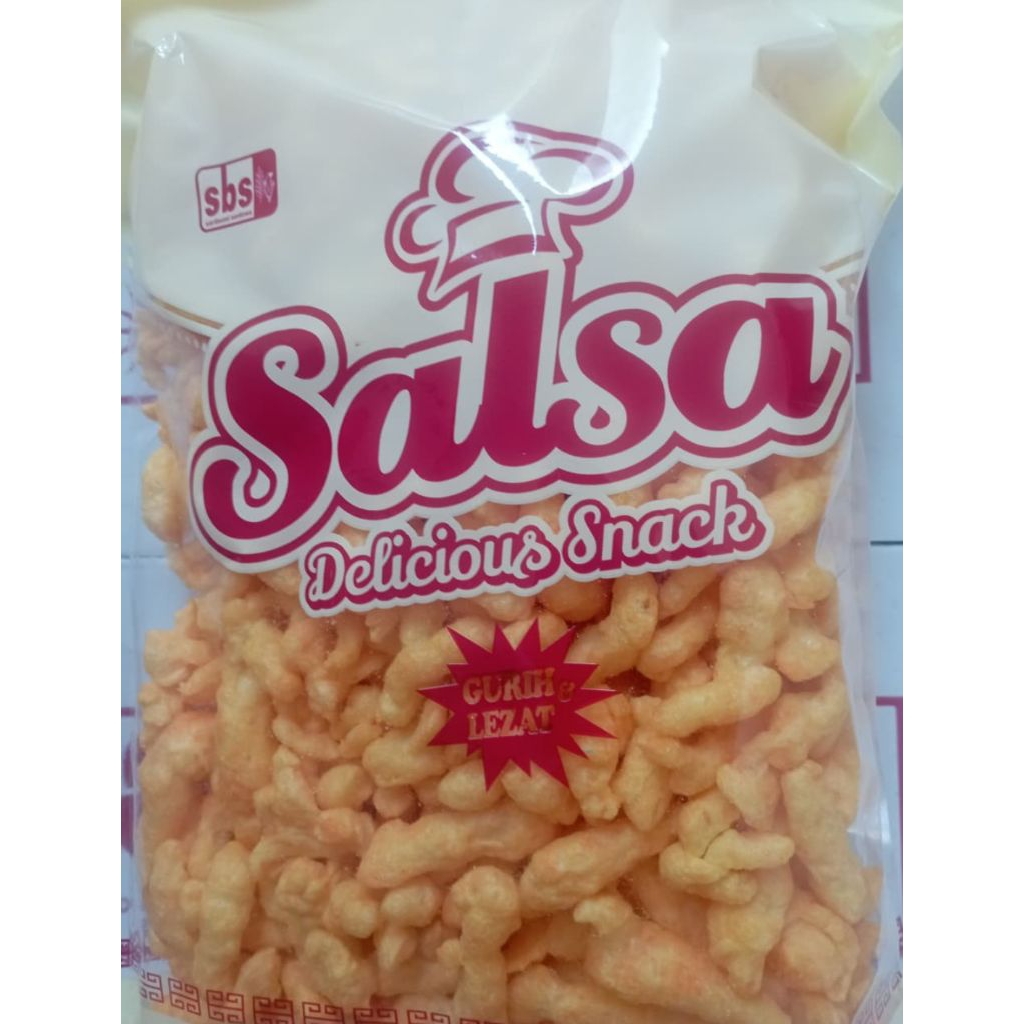 sbs
Salsa
Delicious Snack
GURIH &
LEZAT